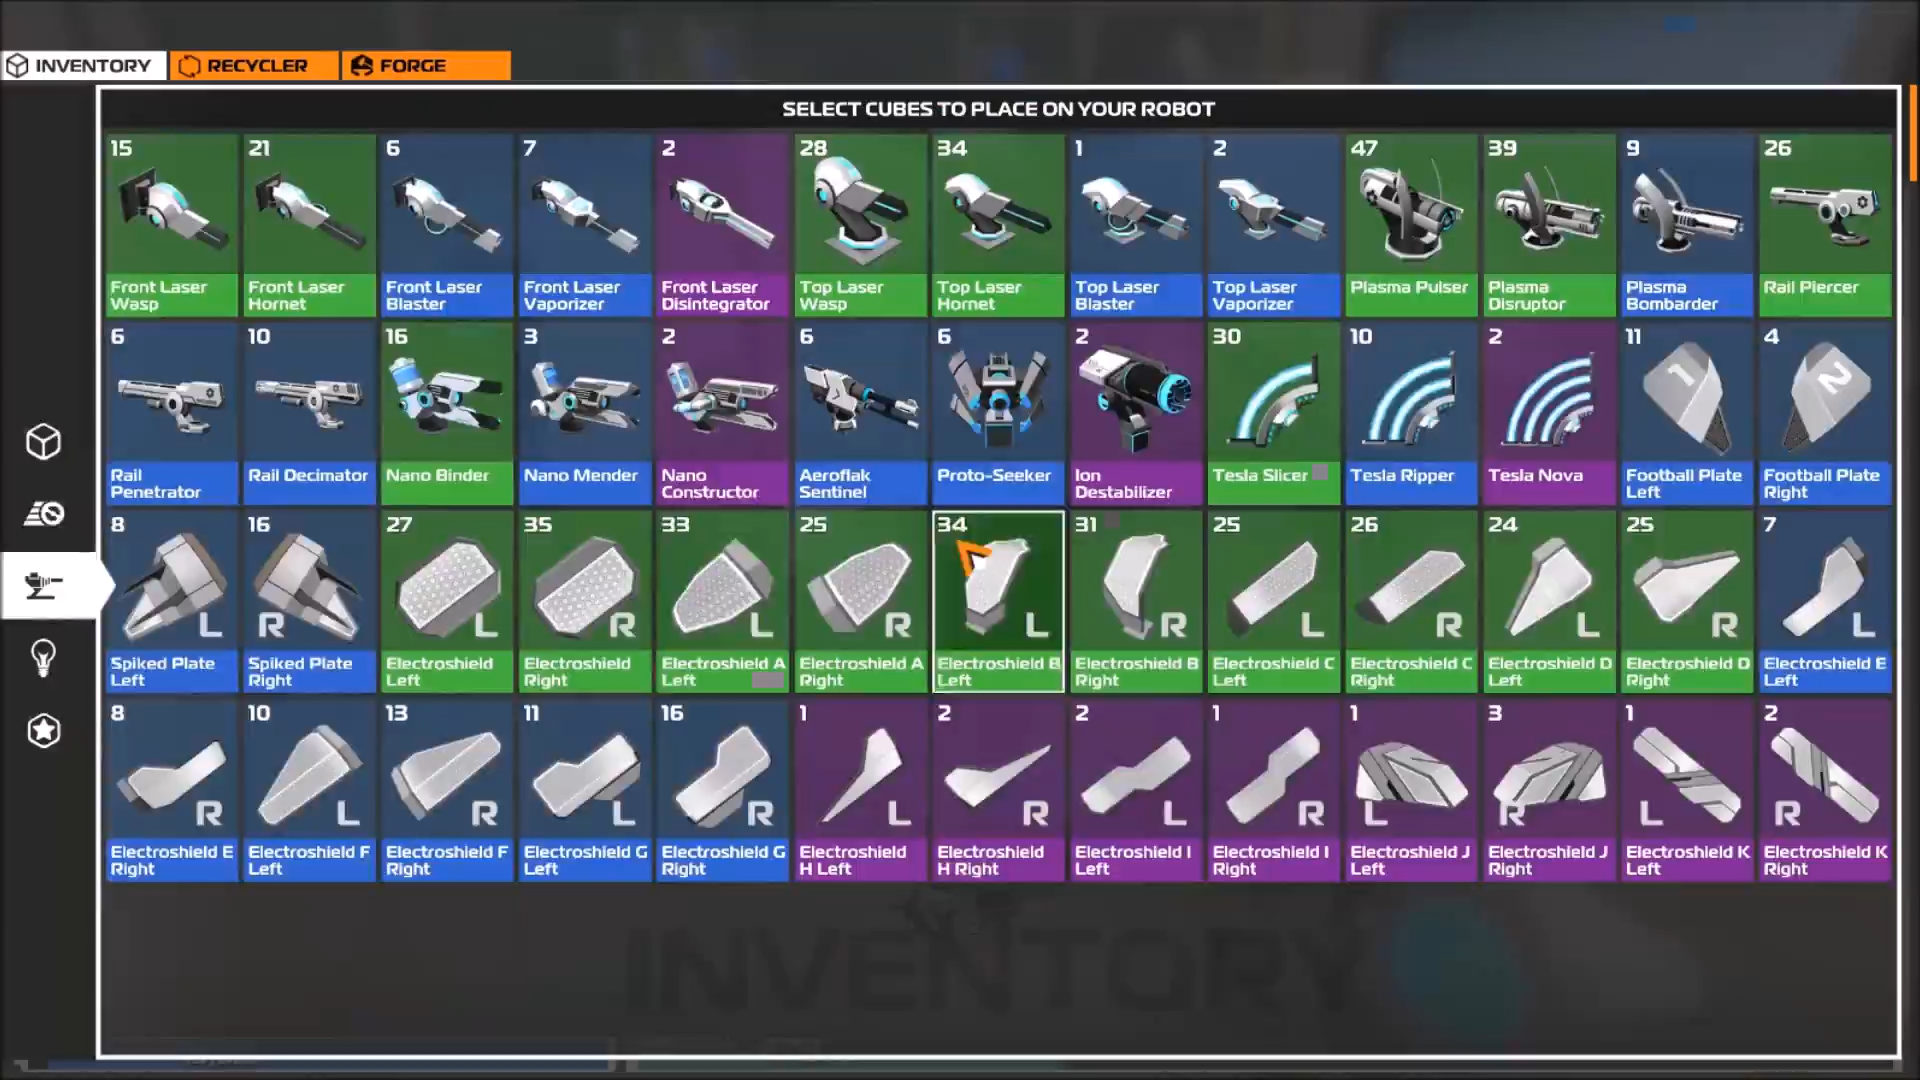 INVENTORY
RECYCLER
FORGE
SELECT CUBES TO PLACE ON YOUR ROBOT
15
21
6
7
2
28
34
1
2
47
39
9
26
Front Laser
Wasp
Front Laser
Hornet
Front Laser
Blaster
Front Laser
Vaporizer
Front Laser
Disintegrator
Top Laser
Wasp
Top Laser
Hornet
Top Laser
Blaster
Top Laser
Vaporizer
Plasma Pulser
Plasma
Disruptor
Plasma
Bombarder
Rail Piercer
6
10
16
3
2
6
6
2
30
10
2
11
4
1
2
Rail
Penetrator
Rail Decimator
Nano Binder
Nano Mender
Nano
Constructor
Aeroflak
Sentinel
Proto-Seeker
Ion
Destabilizer
Tesla Slicer
Tesla Ripper
Tesla Nova
Football Plate
Left
Football Plate
Right
8
16
27
35
33
25
34
31
25
26
24
25
7
L
R
L
R
L
R
L
R
L
R
L
R
L
Spiked Plate
Left
Spiked Plate
Right
Electroshield
Left
Electroshield
Right
Electroshield A
Left
Electroshield A
Right
Electroshield B
Left
Electroshield B
Right
Electroshield C
Left
Electroshield C
Right
Electroshield D
Left
Electroshield D
Right
Electroshield E
Left
8
10
13
11
16
1
2
2
1
1
3
1
2
R
L
R
L
R
L
R
L
R
L
R
L
R
Electroshield E
Right
Electroshield F
Left
Electroshield F
Right
Electroshield G
Left
Electroshield G
Right
Electroshield
H Left
Electroshield
H Right
Electroshield I
Left
Electroshield I
Right
Electroshield J
Left
Electroshield J
Right
Electroshield K
Left
Electroshield K
Right
INVENTORY